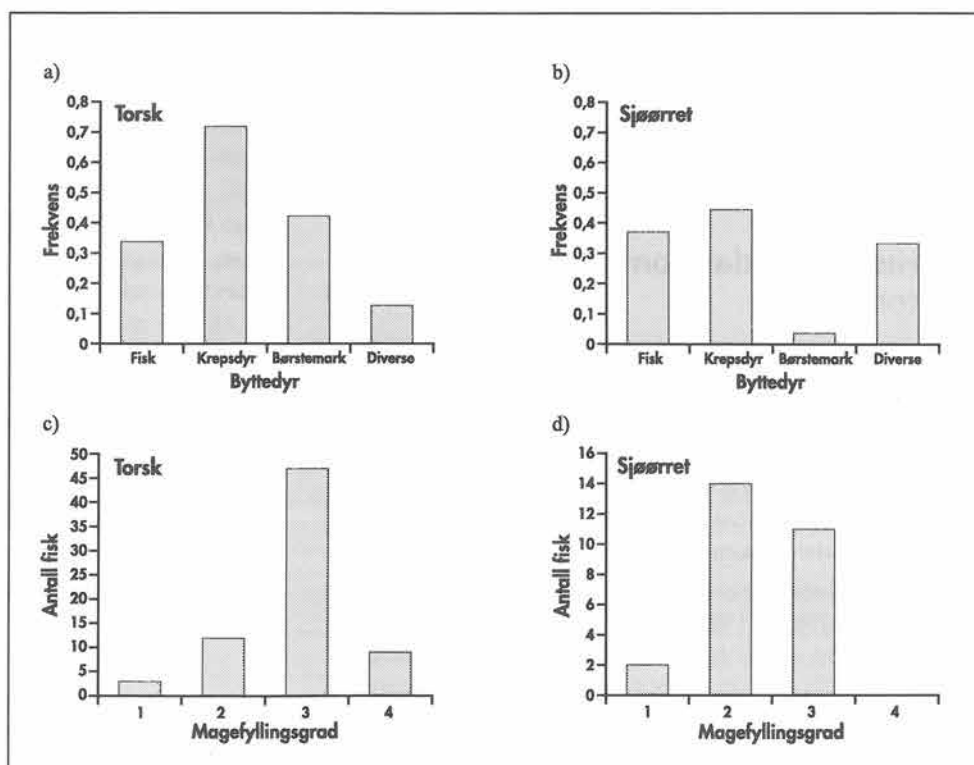 a)
Torsk
0,8
0,7
0,6
0,5
0,4
0,3
0,2
0,1
0
Frekvens
Fisk Krepsdyr Børstemark Diverse
Byttedyr
b)
Sjøørret
0,8
0,7
0,6
0,5
0,4
0,3
0,2
0,1
0
Frekvens
Fisk Krepsdyr Børstemark Diverse
Byttedyr
c)
Torsk
50
45
40
35
30
25
20
15
10
5
0
Antall fisk
1 2 3 4
Magefyllingsgrad
d)
Sjøørret
16
14
12
10
8
6
4
2
0
Antall fisk
1 2 3 4
Magefyllingsgrad